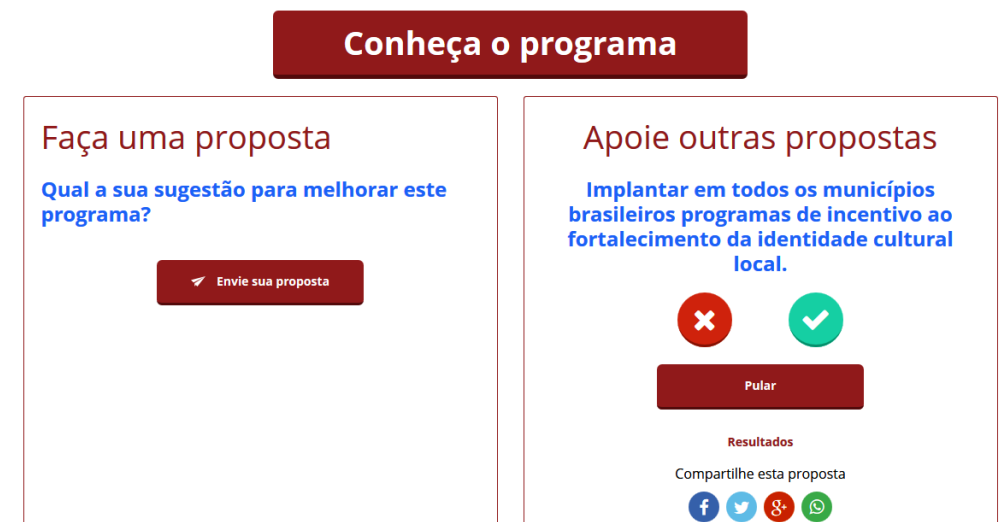 Conheça o programa
Faça uma proposta
Qual a sua sugestão para melhorar este
programa?
Envie sua proposta
Apoie outras propostas
Implantar em todos os municípios
brasileiros programas de incentivo ao
fortalecimento da identidade cultural
local.
Pular
Resultados
Compartilhe esta proposta